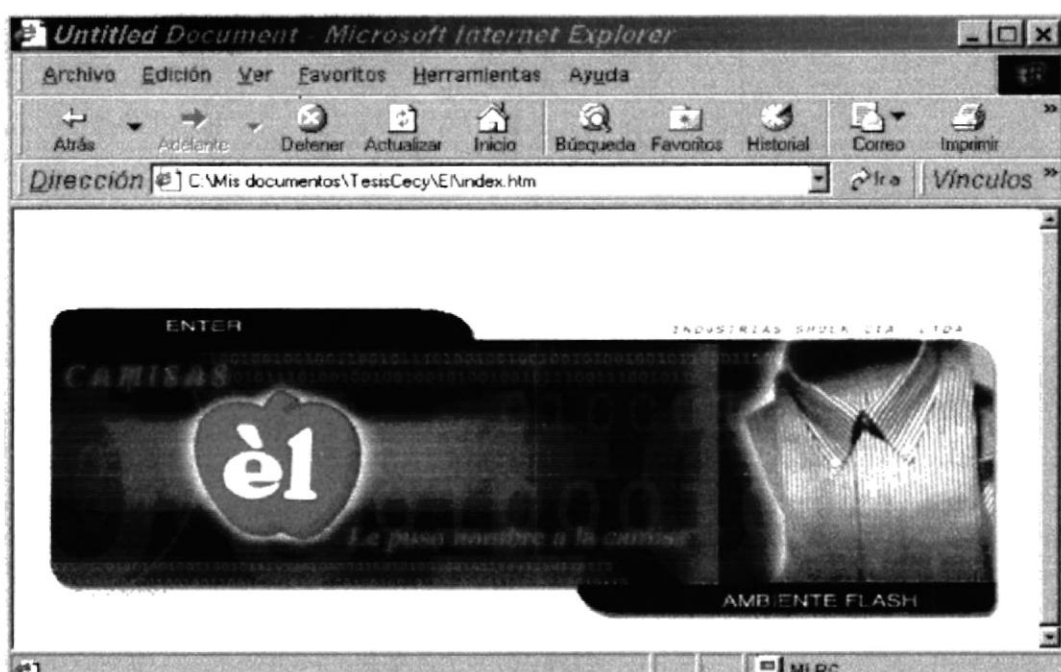 Untitled Document - Microsoft Internet Explorer
Archivo Edición Ver Favoritos Herramientas Ayuda
Atrás Adelante Detener Actualizar Inicio Búsqueda Favoritos Historial Correo Imprimir »
Dirección C:\Mis documentos\TesisCecy\El\index.htm Ir a Vínculos »
ENTER
INDUSTRIAS CIA. LTDA
CAMISAS
èl
Le puso nombre a la camisa
AMBIENTE FLASH
Mi PC